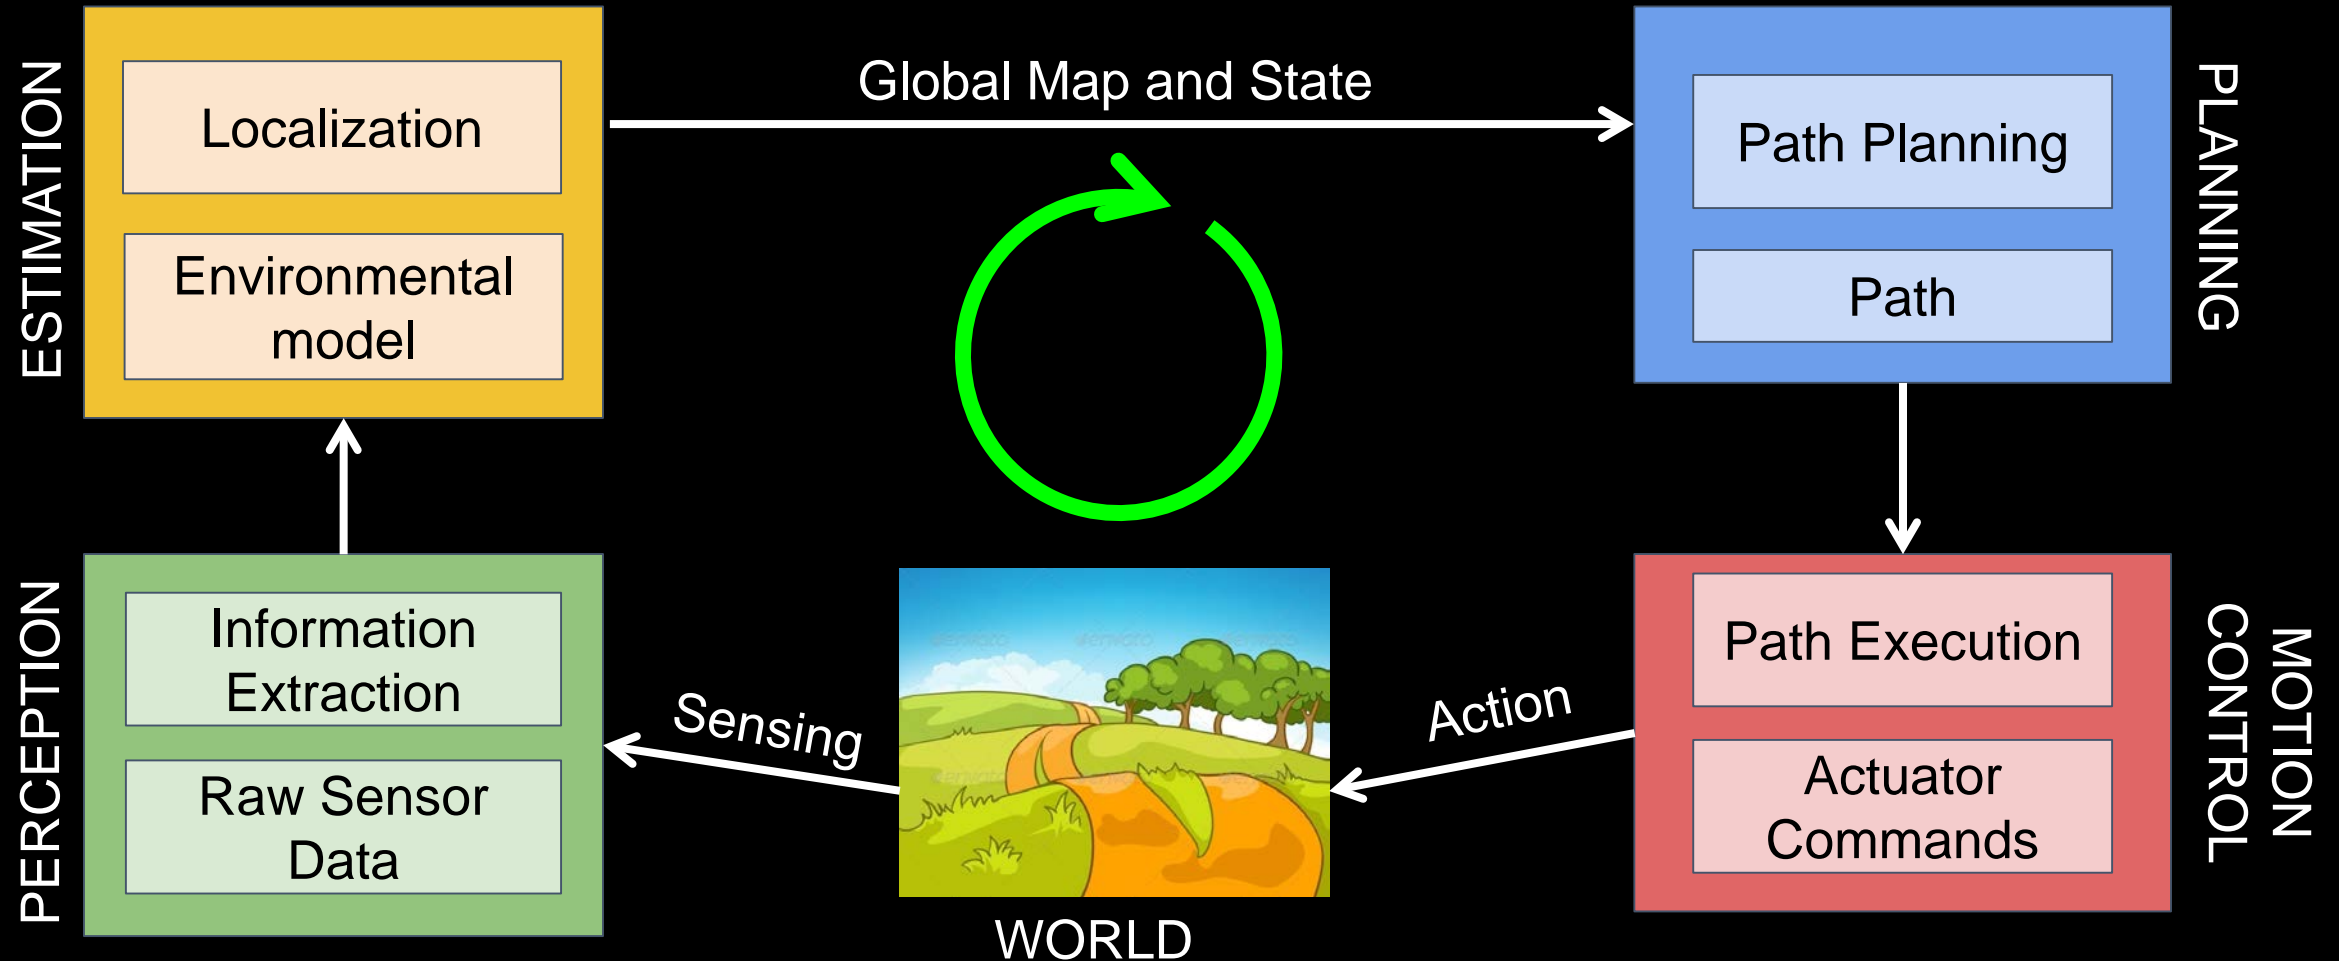 ESTIMATION
Localization
Environmental
model
Global Map and State
Path Planning
Path
PLANNING
PERCEPTION
Information
Extraction
Raw Sensor
Data
Sensing
WORLD
Action
Path Execution
Actuator
Commands
MOTION
CONTROL